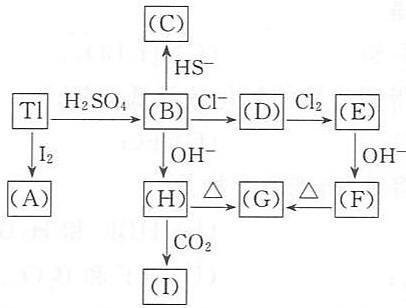 (C)
HS⁻
Tl H₂SO₄ (B) Cl⁻ (D) Cl₂ (E)
I₂ OH⁻ OH⁻
(A) (H) △ (G) △ (F)
CO₂
(I)